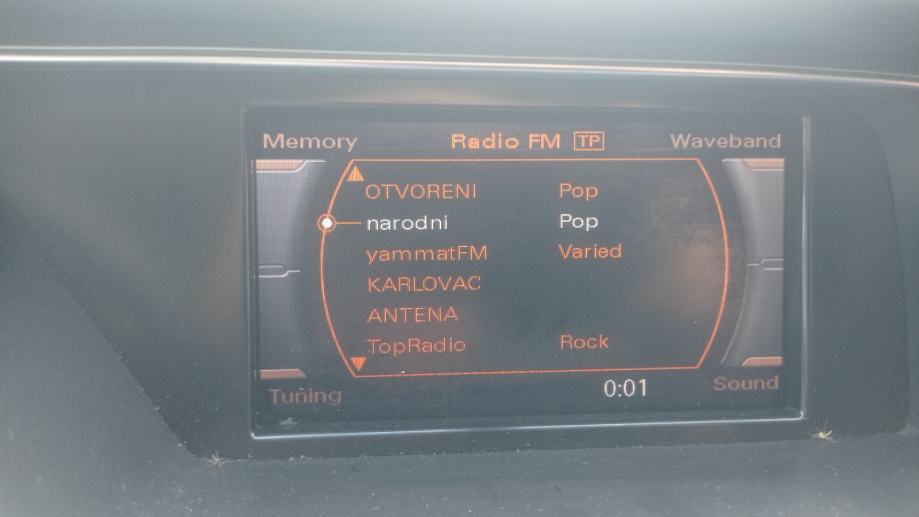 Memory Radio FM TP Waveband
OTVORENI Pop
narodni Pop
yammatFM Varied
KARLOVAC
ANTENA
TopRadio Rock
Tuning 0:01 Sound